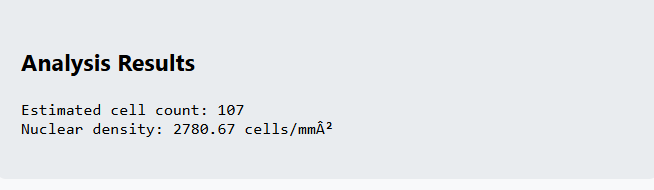 Analysis Results
Estimated cell count: 107
Nuclear density: 2780.67 cells/mmÂ²